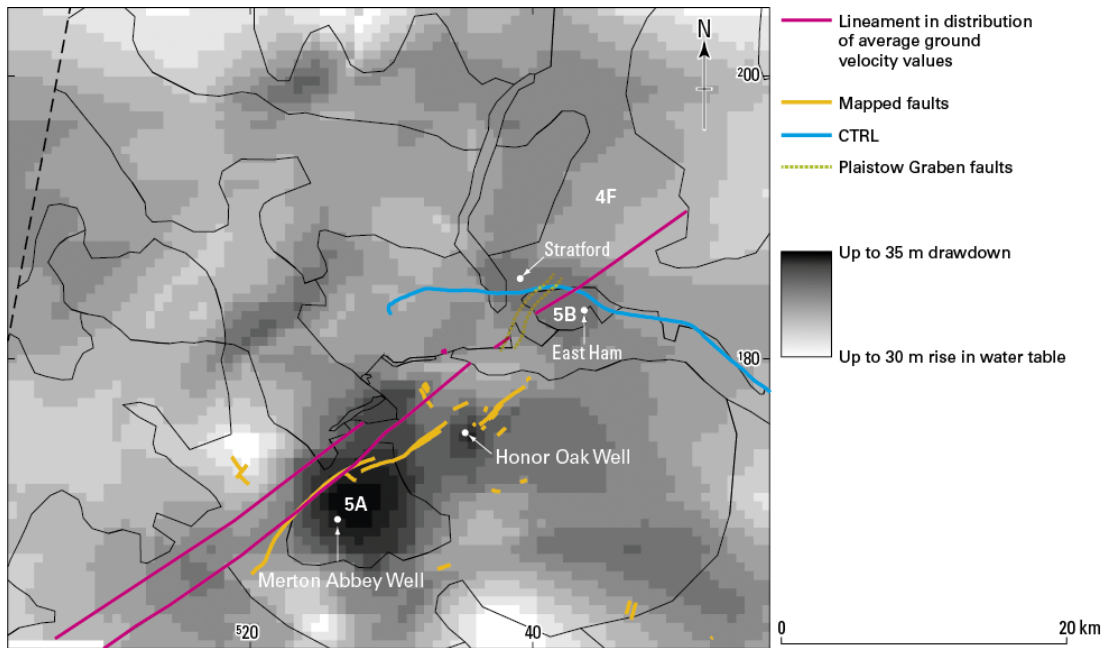 N
²00
4F
Stratford
5B
East Ham
180
Honor Oak Well
5A
Merton Abbey Well
⁵20
40
Lineament in distribution
of average ground
velocity values
Mapped faults
CTRL
Plaistow Graben faults
Up to 35 m drawdown
Up to 30 m rise in water table
0
20 km